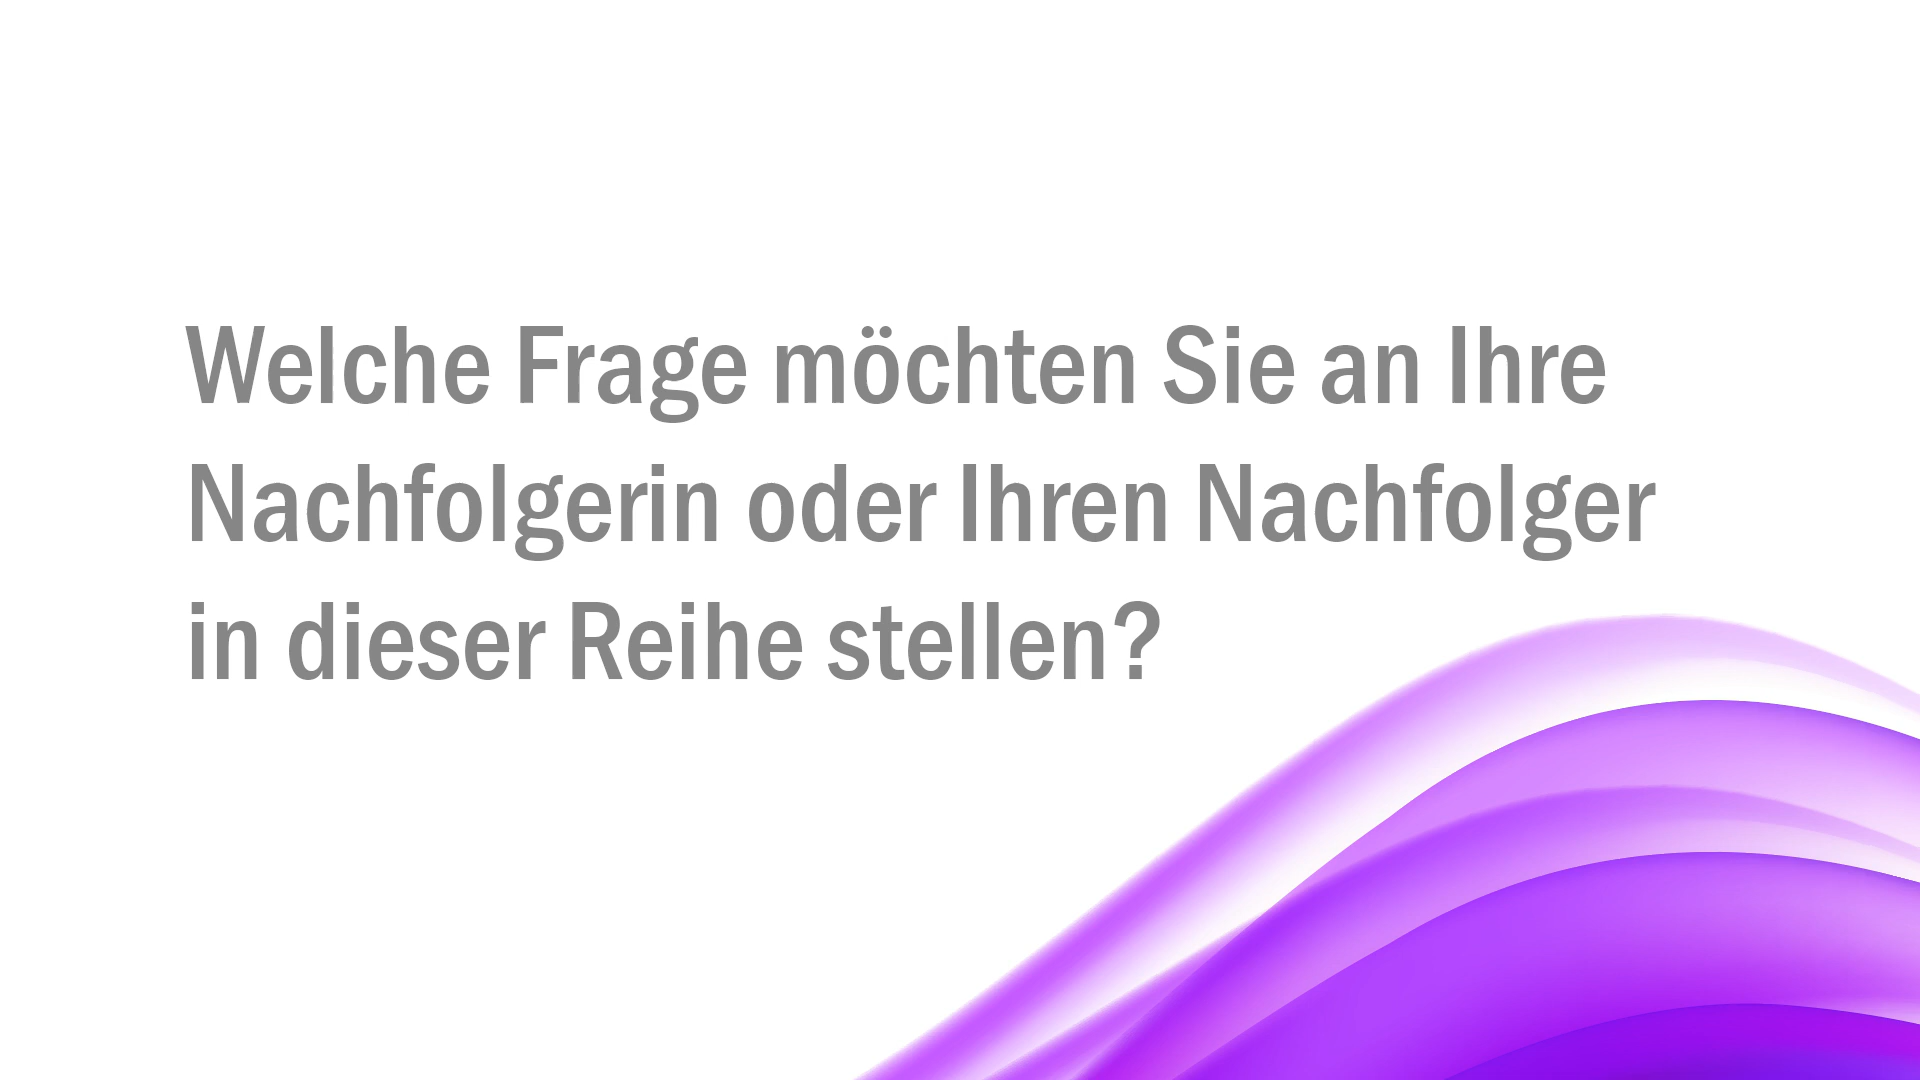 Welche Frage möchten Sie an Ihre
Nachfolgerin oder Ihren Nachfolger
in dieser Reihe stellen?